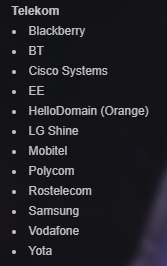 Telekom
Blackberry
BT
Cisco Systems
EE
HelloDomain (Orange)
LG Shine
Mobitel
Polycom
Rostelecom
Samsung
Vodafone
Yota